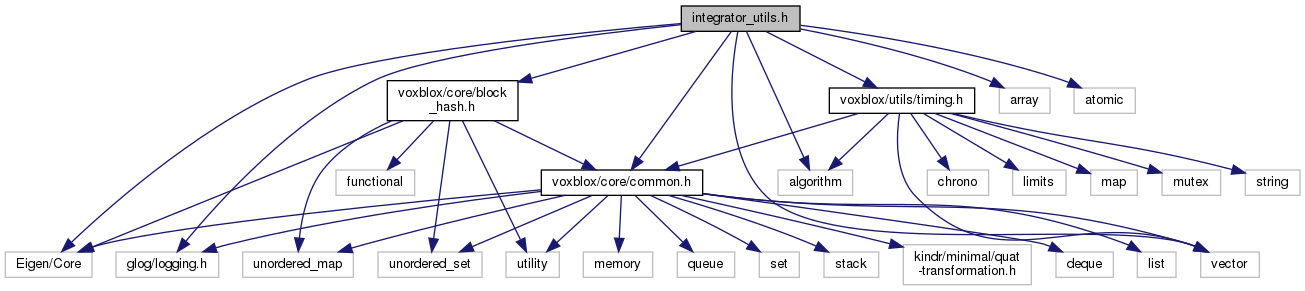 integrator_utils.h
voxblox/core/block
_hash.h
voxblox/utils/timing.h
array
atomic
functional
voxblox/core/common.h
algorithm
chrono
limits
map
mutex
string
Eigen/Core
glog/logging.h
unordered_map
unordered_set
utility
memory
queue
set
stack
kindr/minimal/quat
-transformation.h
deque
list
vector